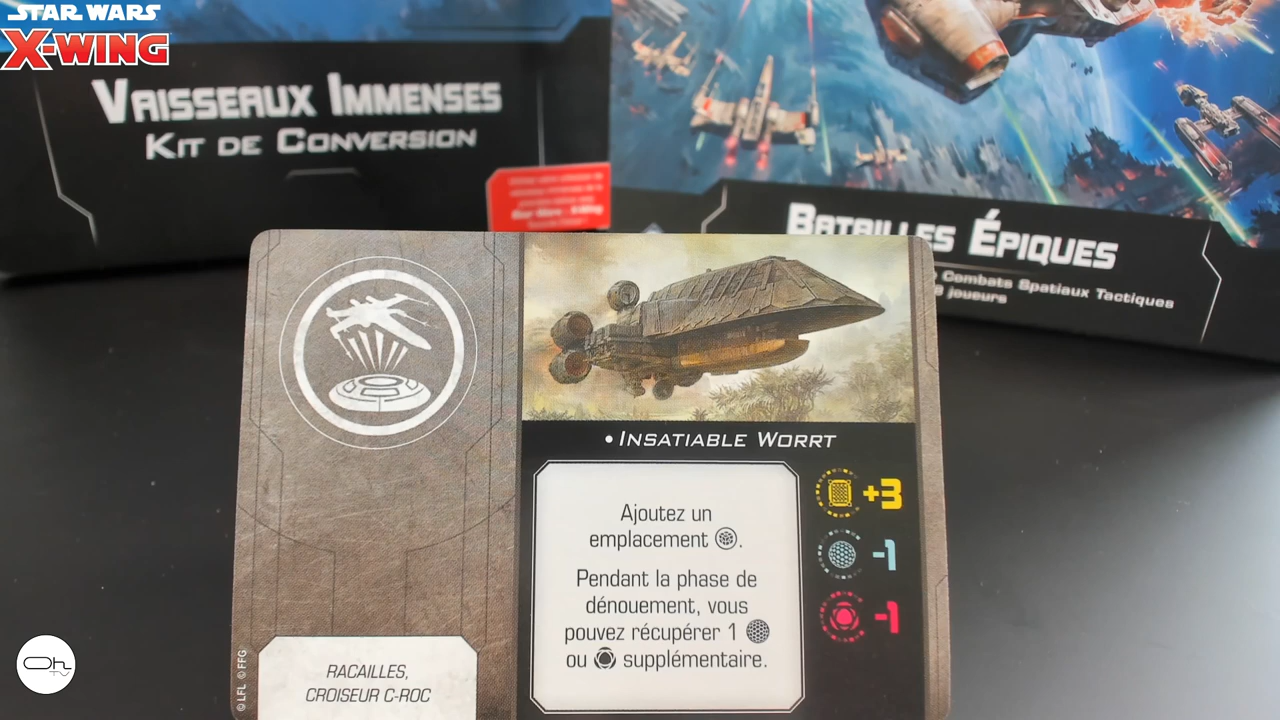 STAR WARS
X-WING
VAISSEAUX IMMENSES
KIT DE CONVERSION
BATAILLES ÉPIQUES
Combats Spatiaux Tactiques
joueurs
• INSATIABLE WORRT
+3
-1
-1
Ajoutez un
emplacement .
Pendant la phase de
dénouement, vous
pouvez récupérer 1
ou supplémentaire.
RACAILLES,
CROISEUR C-ROC
© LFL © FFG
Oh
TV